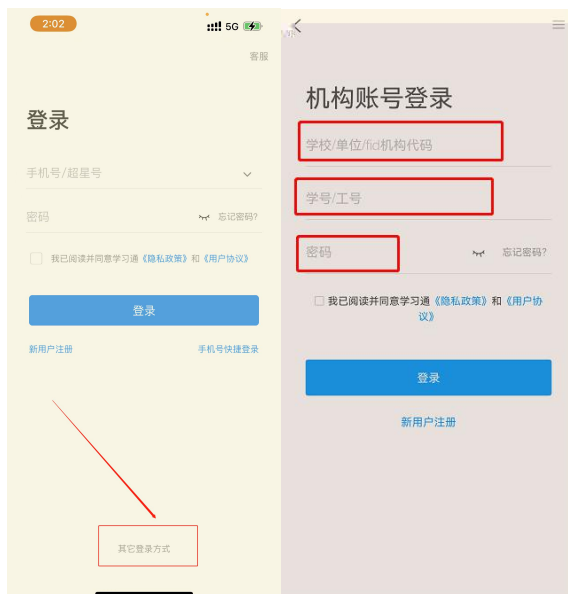 2:02
5G
客服
登录
手机号/超星号
密码
忘记密码?
我已阅读并同意学习通《隐私政策》和《用户协议》
登录
新用户注册
手机号快捷登录
其它登录方式
机构账号登录
学校/单位/fid机构代码
学号/工号
密码
忘记密码?
我已阅读并同意学习通《隐私政策》和《用户协
议》
登录
新用户注册